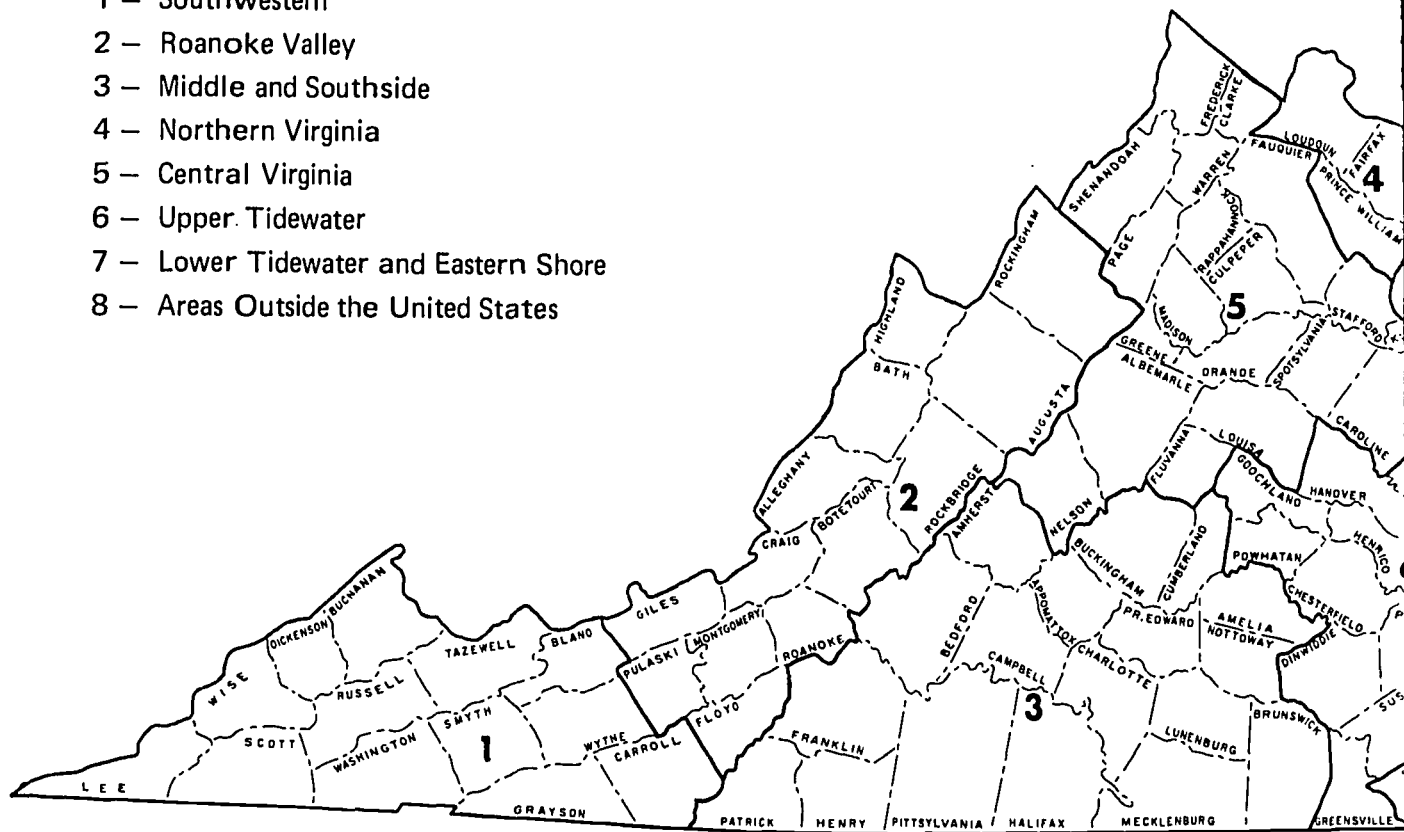 1 – Southwestern
2 – Roanoke Valley
3 – Middle and Southside
4 – Northern Virginia
5 – Central Virginia
6 – Upper Tidewater
7 – Lower Tidewater and Eastern Shore
8 – Areas Outside the United States
FREDERICK
CLARKE
LOUDOUN
FAIRFAX
FAUQUIER
4
PRINCE WILLIAM
SHENANDOAH
WARREN
PAGE
RAPPAHANNOCK
CULPEPER
ROCKINGHAM
5
MADISON
STAFFORD
SPOTSYLVANIA
HIGHLAND
GREENE
ALBEMARLE
ORANDE
BATH
AUGUSTA
CAROLINE
LOUISA
FLUVANNA
GOOCHLAND
HANOVER
ALLEGHANY
BOTETOURT
2
ROCKBRIDGE
AMHERST
NELSON
CRAIG
BUCKINGHAM
CUMBERLAND
POWHATAN
HENRICO
CHESTERFIELD
DICKENSON
BUCHANAN
GILES
APPOMATTOX
PR. EDWARD
AMELIA
NOTTOWAY
DINWIDDIE
TAZEWELL
BLAND
PULASKI
MONTGOMERY
ROANOKE
BEDFORD
CAMPBELL
CHARLOTTE
WISE
RUSSELL
SMYTH
FLOYD
3
BRUNSWICK
SUS
SCOTT
WASHINGTON
1
WYTHE
CARROLL
FRANKLIN
LUNENBURG
LEE
GRAYSON
PATRICK
HENRY
PITTSYLVANIA
HALIFAX
MECKLENBURG
GREENSVILLE